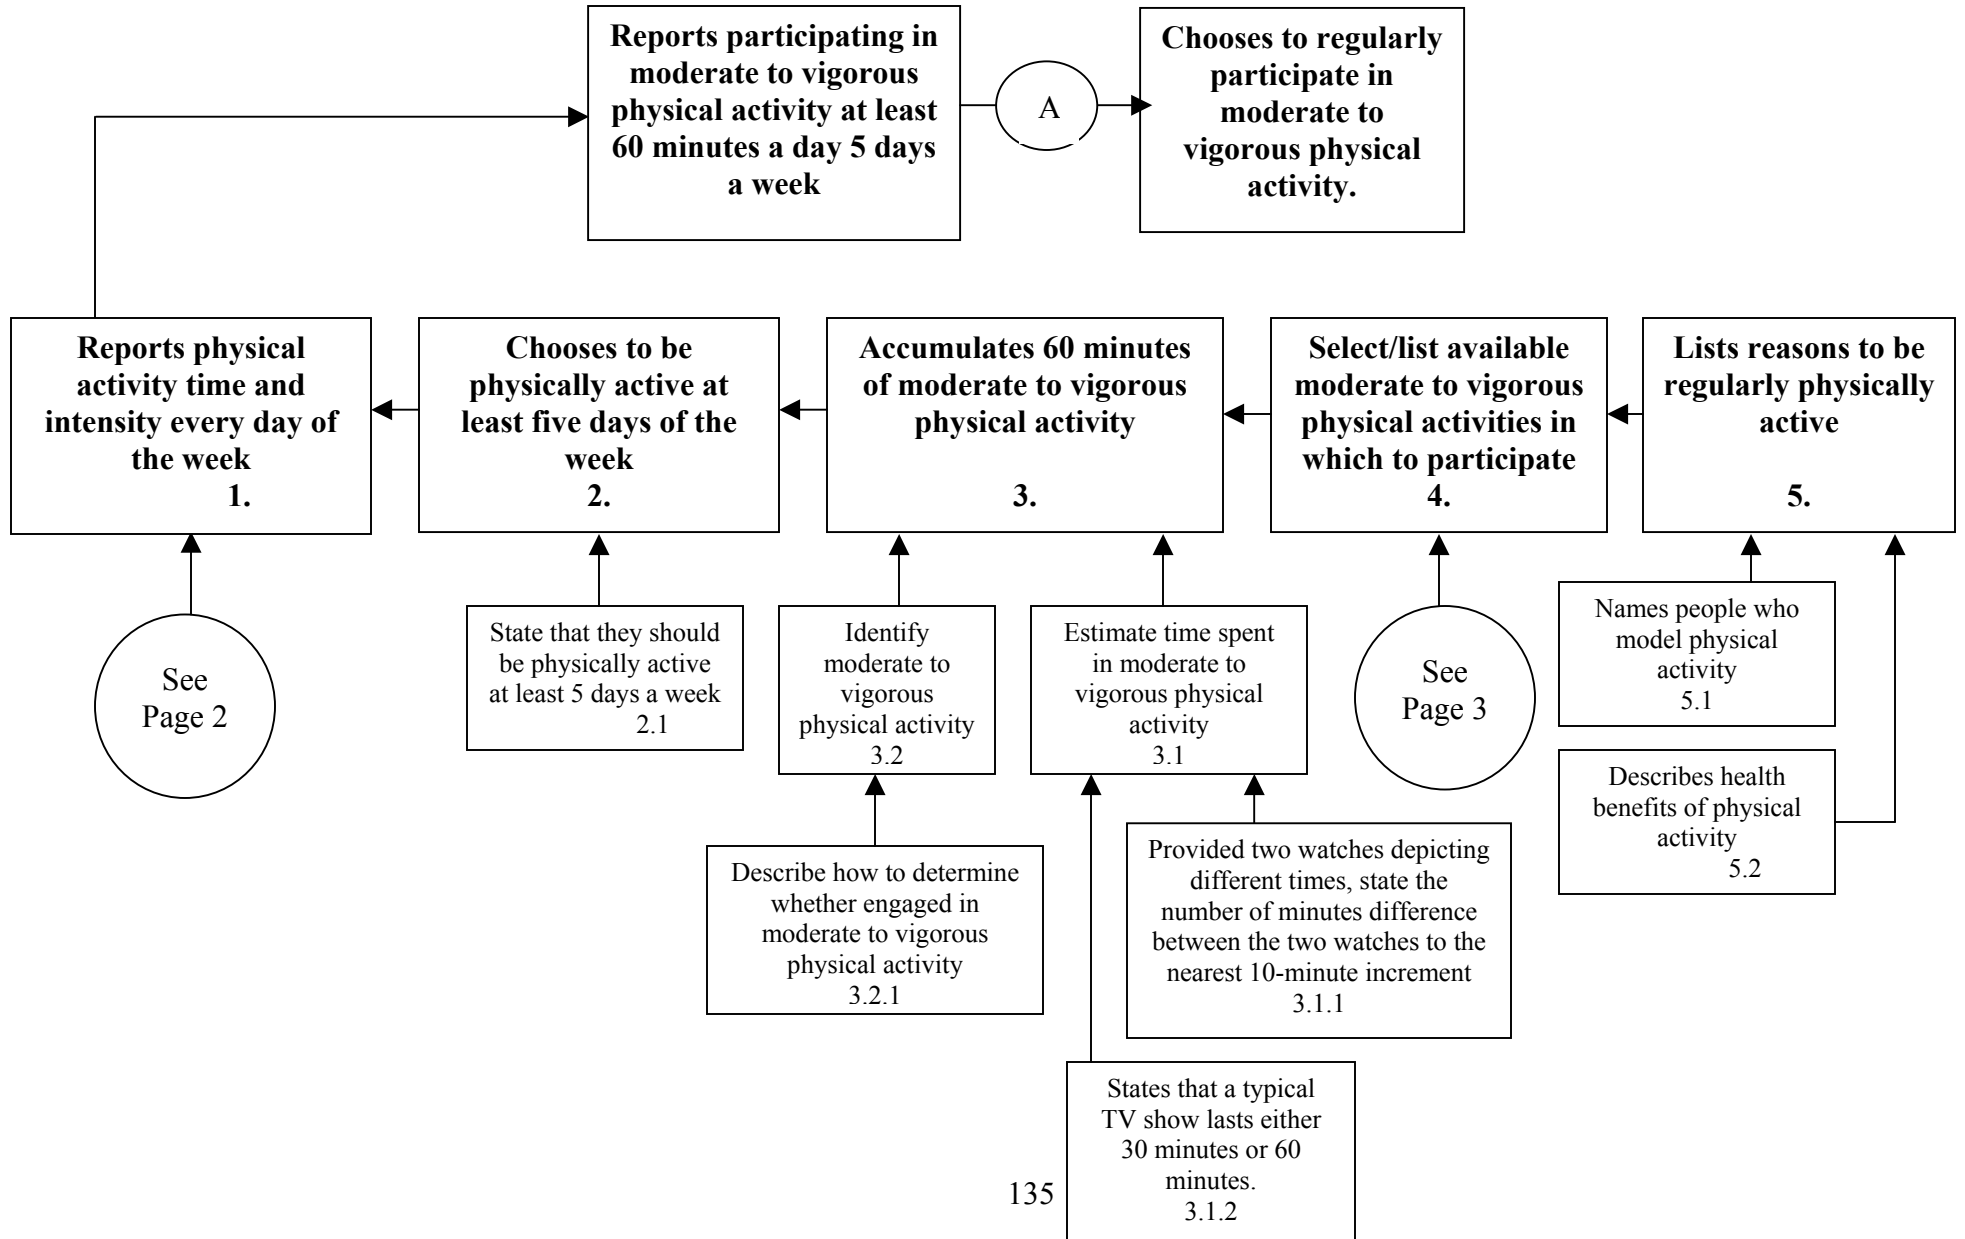 Reports participating in
moderate to vigorous
physical activity at least
60 minutes a day 5 days
a week
A
Chooses to regularly
participate in
moderate to
vigorous physical
activity.
Reports physical
activity time and
intensity every day of
the week
1.
Chooses to be
physically active at
least five days of the
week
2.
Accumulates 60 minutes
of moderate to vigorous
physical activity
3.
Select/list available
moderate to vigorous
physical activities in
which to participate
4.
Lists reasons to be
regularly physically
active
5.
See
Page 2
State that they should
be physically active
at least 5 days a week
2.1
Identify
moderate to
vigorous
physical activity
3.2
Estimate time spent
in moderate to
vigorous physical
activity
3.1
See
Page 3
Names people who
model physical
activity
5.1
Describes health
benefits of physical
activity
5.2
Describe how to determine
whether engaged in
moderate to vigorous
physical activity
3.2.1
Provided two watches depicting
different times, state the
number of minutes difference
between the two watches to the
nearest 10-minute increment
3.1.1
States that a typical
TV show lasts either
30 minutes or 60
minutes.
3.1.2
135